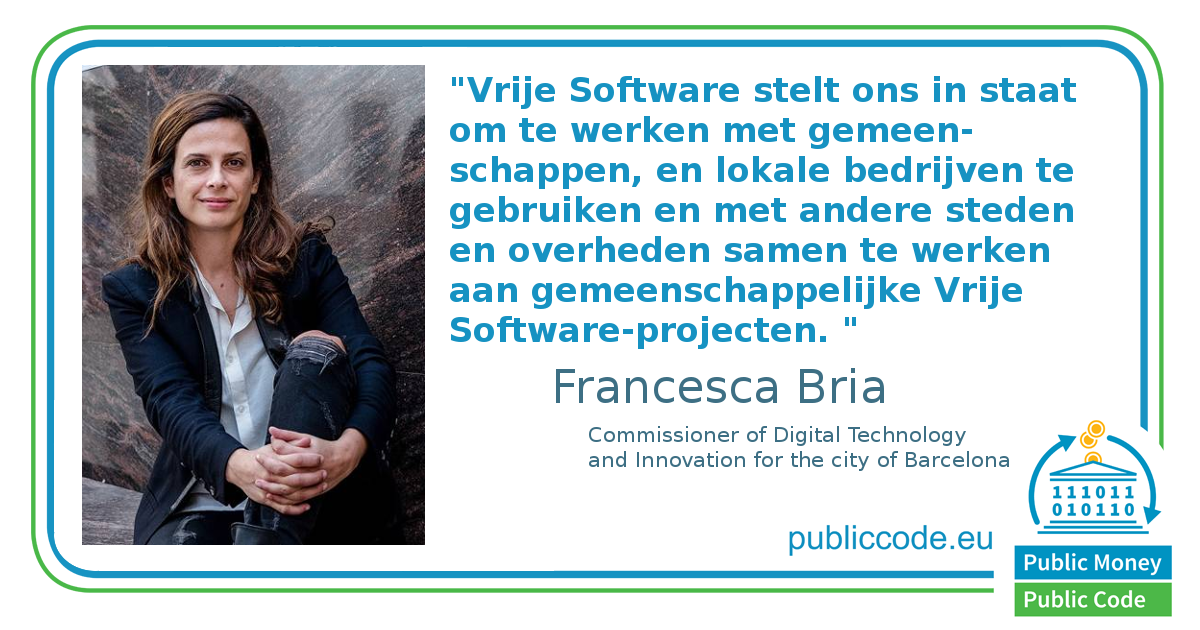 "Vrije Software stelt ons in staat
om te werken met gemeen-
schappen, en lokale bedrijven te
gebruiken en met andere steden
en overheden samen te werken
aan gemeenschappelijke Vrije
Software-projecten. "
Francesca Bria
Commissioner of Digital Technology
and Innovation for the city of Barcelona
111011
010110
publiccode.eu
Public Money
Public Code